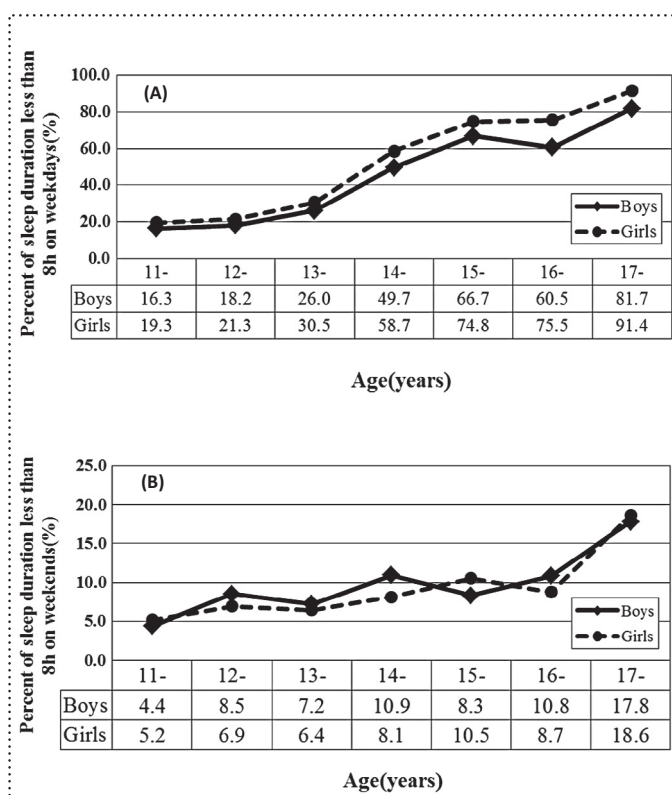 Percent of sleep duration less than
8h on weekdays(%)
(A)
100.0
80.0
60.0
40.0
20.0
0.0
Boys
Girls
11- 12- 13- 14- 15- 16- 17-
Boys 16.3 18.2 26.0 49.7 66.7 60.5 81.7
Girls 19.3 21.3 30.5 58.7 74.8 75.5 91.4
Age(years)
Percent of sleep duration less than
8h on weekends(%)
(B)
25.0
20.0
15.0
10.0
5.0
0.0
Boys
Girls
11- 12- 13- 14- 15- 16- 17-
Boys 4.4 8.5 7.2 10.9 8.3 10.8 17.8
Girls 5.2 6.9 6.4 8.1 10.5 8.7 18.6
Age(years)